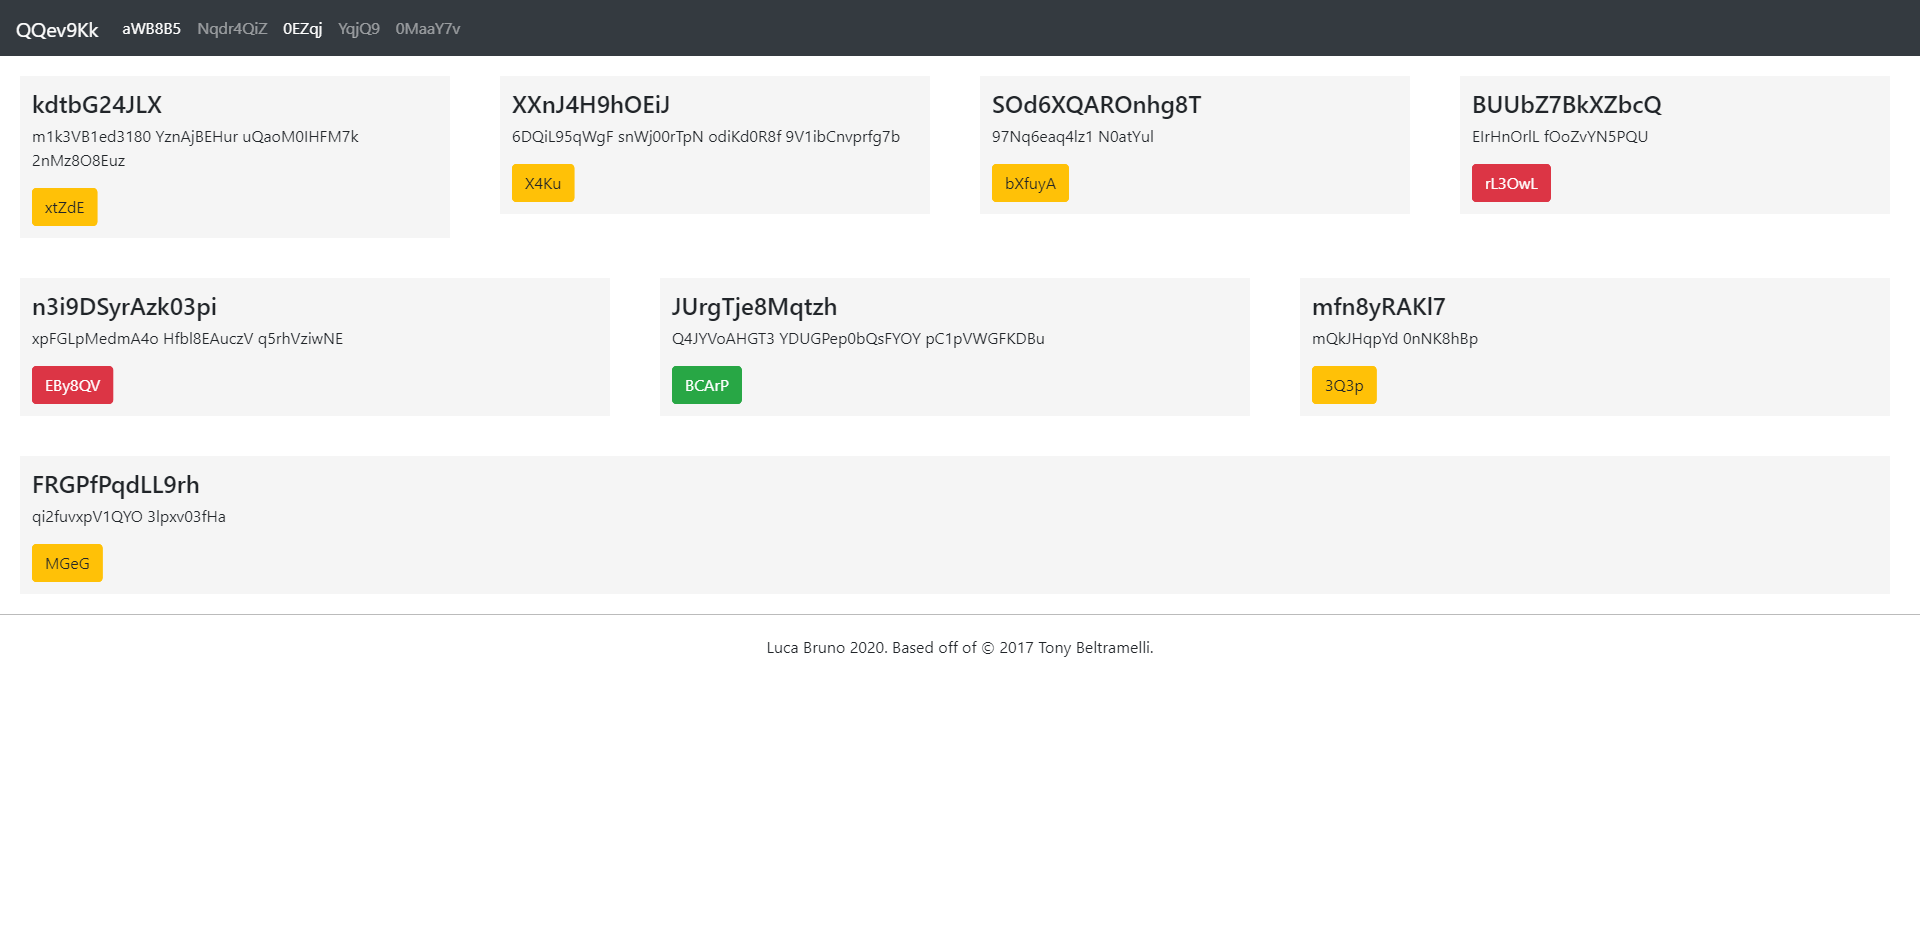 QQev9Kk aWB8B5 Nqdr4QiZ 0EZqj YqjQ9 0MaaY7v
kdtbG24JLX
m1k3VB1ed3180 YznAjBEHur uQaoM0IHFM7k
2nMz8O8Euz
xtZdE
XXnJ4H9hOEiJ
6DQiL95qWgF snWj00rTpN odiKd0R8f 9V1ibCnvprfg7b
X4Ku
SOd6XQAROnhg8T
97Nq6eaq4lz1 N0atYul
bXfuyA
BUUbZ7BkXZbcQ
EIrHnOrlL fOoZvYN5PQU
rL3OwL
n3i9DSyrAzk03pi
xpFGLpMedmA4o Hfbl8EAuczV q5rhVziwNE
EBy8QV
JUrgTje8Mqtzh
Q4JYVoAHGT3 YDUGPep0bQsFYOY pC1pVWGFKDBu
BCArP
mfn8yRAKl7
mQkJHqpYd 0nNK8hBp
3Q3p
FRGPfPqdLL9rh
qi2fuvxpV1QYO 3lpxv03fHa
MGeG
Luca Bruno 2020. Based off of © 2017 Tony Beltramelli.